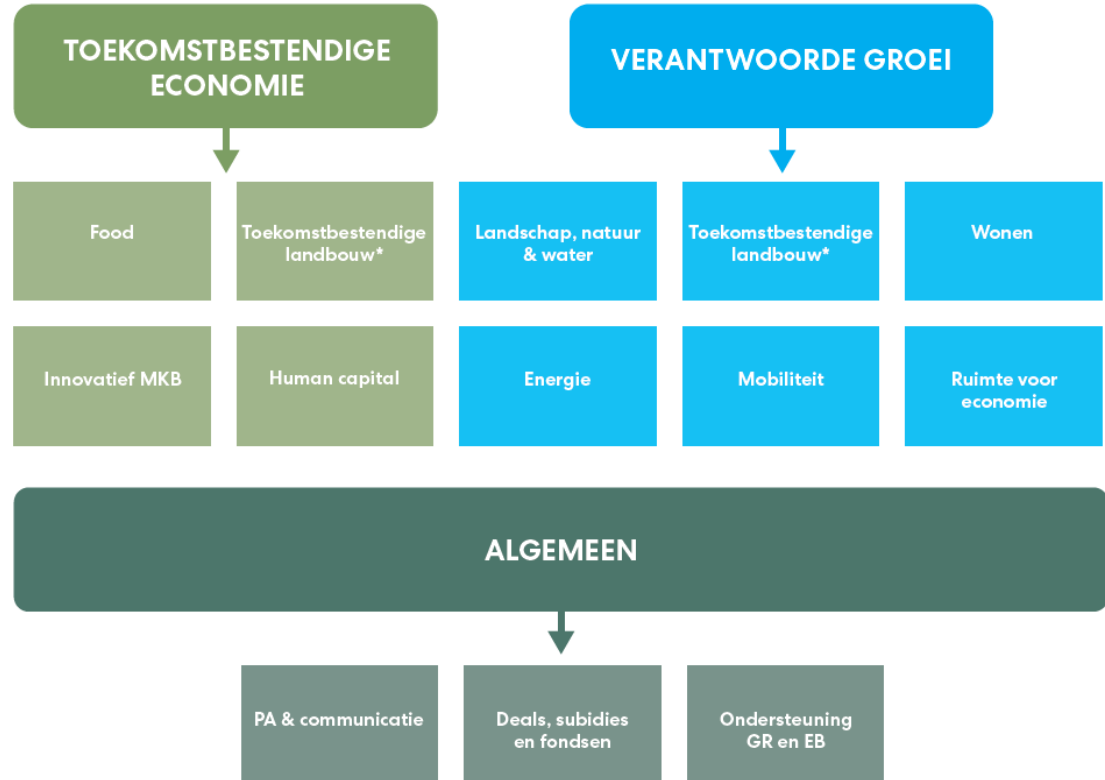 TOEKOMSTBESTENDIGE
ECONOMIE
VERANTWOORDE GROEI
Food
Toekomstbestendige
landbouw*
Landschap, natuur
& water
Toekomstbestendige
landbouw*
Wonen
Innovatief MKB
Human capital
Energie
Mobiliteit
Ruimte voor
economie
ALGEMEEN
PA & communicatie
Deals, subsidies
en fondsen
Ondersteuning
GR en EB